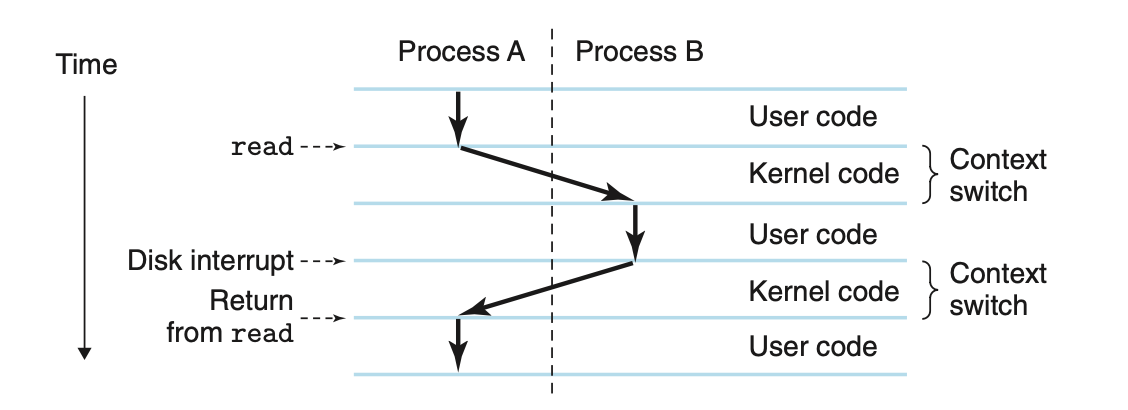 Process A Process B
Time
User code
read
Kernel code
Context
switch
User code
Disk interrupt
Kernel code
Context
switch
Return
from read
User code